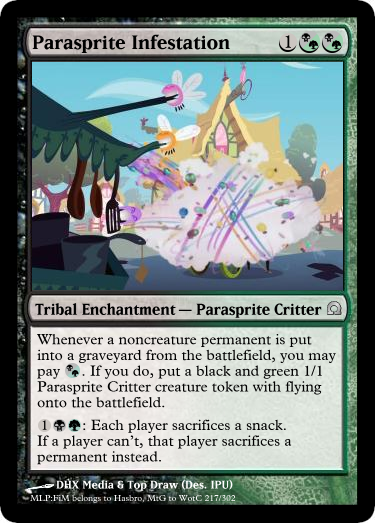 Parasprite Infestation 1
Tribal Enchantment — Parasprite Critter
Whenever a noncreature permanent is put
into a graveyard from the battlefield, you may
pay . If you do, put a black and green 1/1
Parasprite Critter creature token with flying
onto the battlefield.
1 : Each player sacrifices a snack.
If a player can't, that player sacrifices a
permanent instead.
DHX Media & Top Draw (Des. IPU)
MLP:FiM belongs to Hasbro, MtG to WotC 217/302